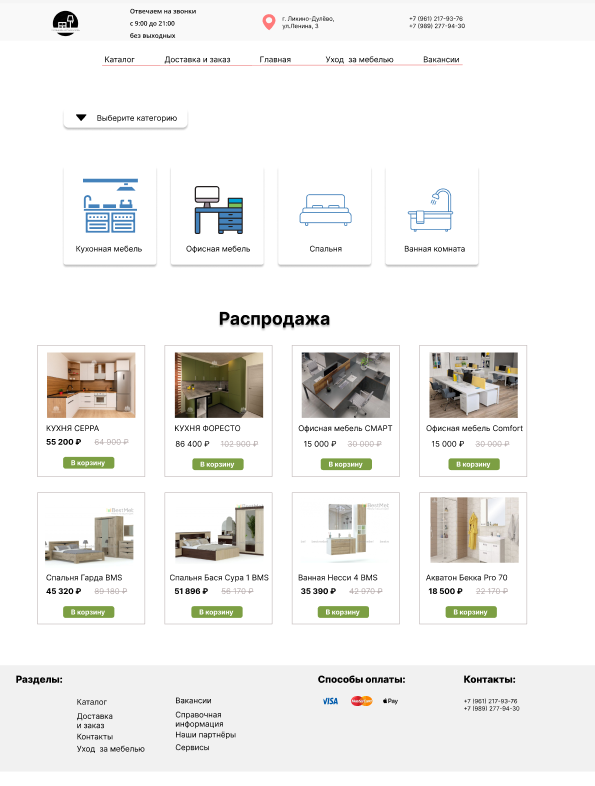 Отвечаем на звонки
с 9:00 до 21:00
без выходных
г. Ликино-Дулёво,
ул.Ленина, 3
+7 (961) 217-93-76
+7 (989) 277-94-30
Каталог Доставка и заказ Главная Уход за мебелью Вакансии
Выберите категорию
Кухонная мебель Офисная мебель Спальня Ванная комната
Распродажа
КУХНЯ СЕРРА
55 200 ₽ 64 900 ₽
В корзину
КУХНЯ ФОРЕСТО
86 400 ₽ 102 900 ₽
В корзину
Офисная мебель СМАРТ
15 000 ₽ 30 000 ₽
В корзину
Офисная мебель Comfort
15 000 ₽ 30 000 ₽
В корзину
BestMeb
Спальня Гарда BMS
45 320 ₽ 89 180 ₽
В корзину
BestMeb
Спальня Бася Сура 1 BMS
51 896 ₽ 56 170 ₽
В корзину
BestMeb
Ванная Несси 4 BMS
35 390 ₽ 42 970 ₽
В корзину
Акватон Бекка Pro 70
18 500 ₽ 22 170 ₽
В корзину
Разделы:
Каталог
Доставка
и заказ
Контакты
Уход за мебелью
Вакансии
Справочная
информация
Наши партнёры
Сервисы
Способы оплаты:
VISA MasterCard Pay
Контакты:
+7 (961) 217-93-76
+7 (989) 277-94-30